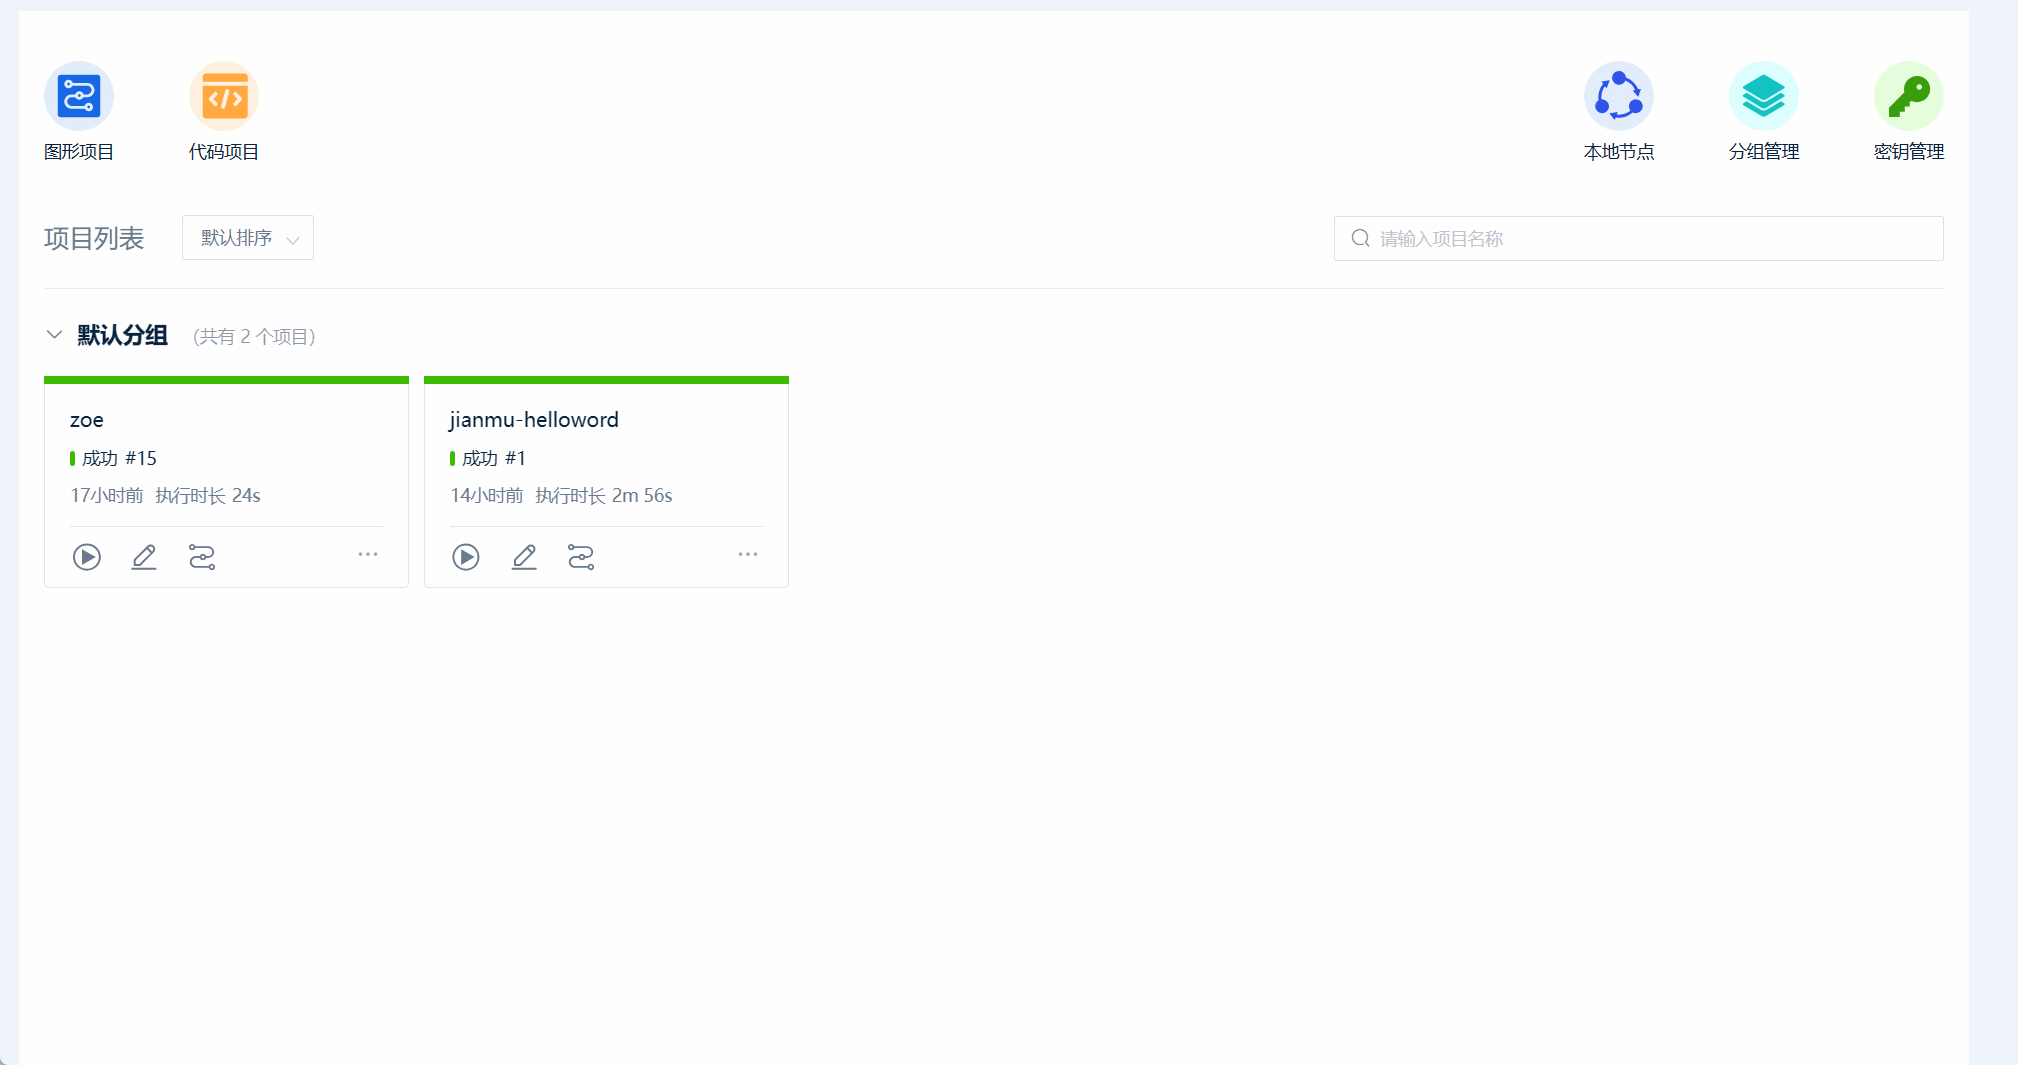 图形项目 代码项目 本地节点 分组管理 密钥管理
项目列表 默认排序 请输入项目名称
默认分组 (共有 2 个项目)
zoe
成功 #15
17小时前 执行时长 24s
jianmu-helloword
成功 #1
14小时前 执行时长 2m 56s